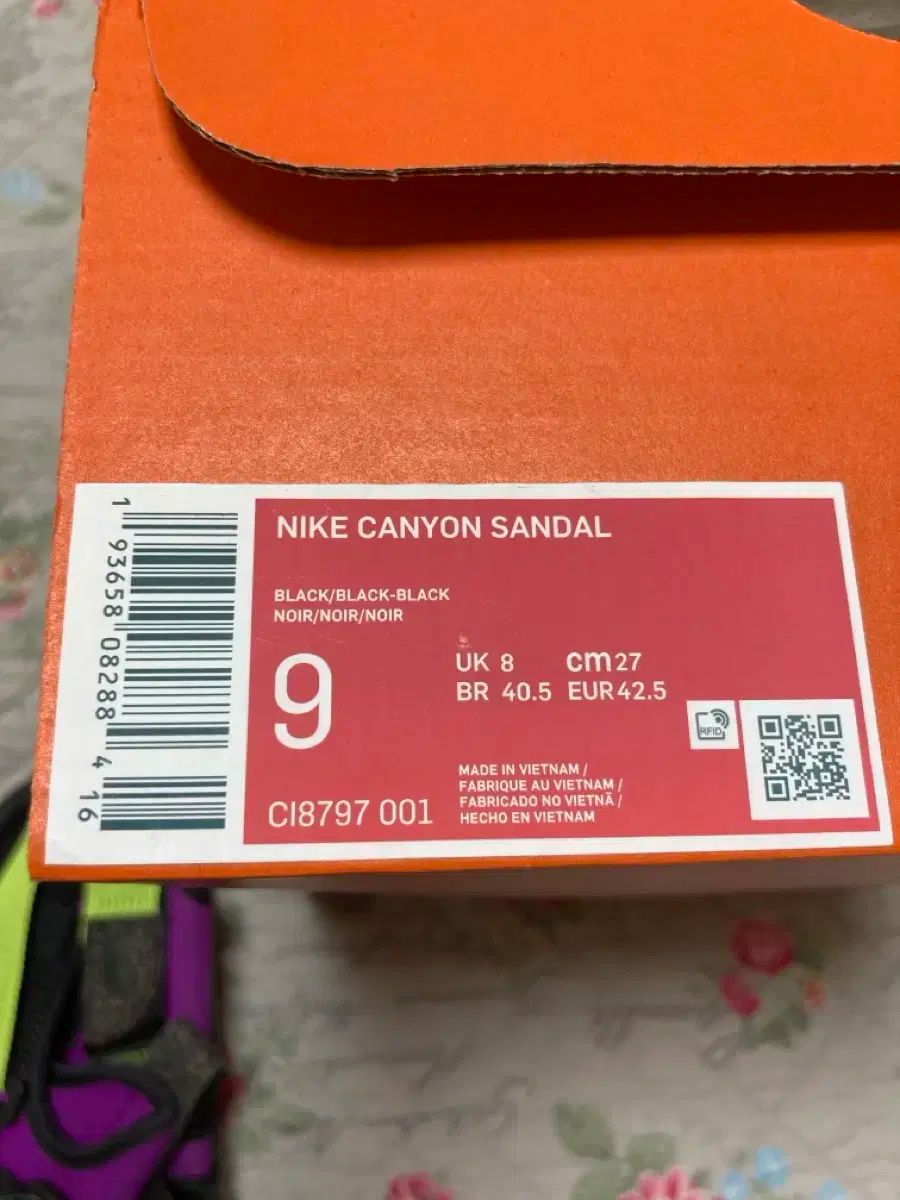 NIKE CANYON SANDAL
BLACK/BLACK-BLACK
NOIR/NOIR/NOIR
9
UK 8 cm 27
BR 40.5 EUR 42.5
CI8797 001
MADE IN VIETNAM /
FABRIQUE AU VIETNAM /
FABRICADO NO VIETNÃ /
HECHO EN VIETNAM
RFID
1 93658 08288 4 16